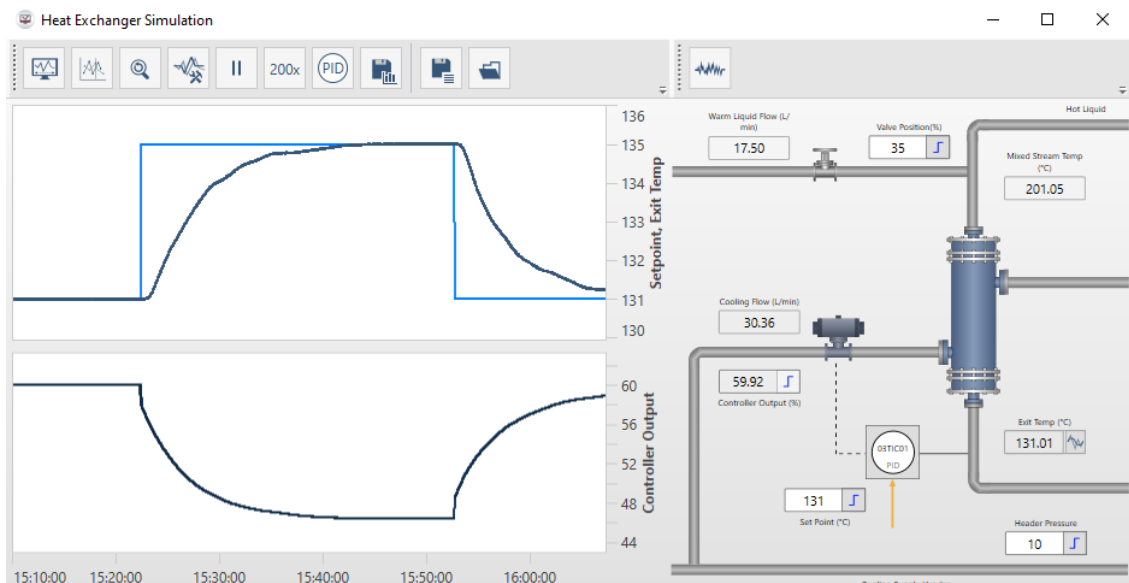 Heat Exchanger Simulation
200x
PID
136
135
134
133
132
131
130
Setpoint, Exit Temp
60
56
52
48
44
Controller Output
15:10:00
15:20:00
15:30:00
15:40:00
15:50:00
16:00:00
Hot Liquid
Warm Liquid Flow (L/
min)
17.50
Valve Position(%)
35
Mixed Stream Temp
(°C)
201.05
Cooling Flow (L/min)
30.36
59.92
Controller Output (%)
03TIC01
PID
Exit Temp (°C)
131.01
131
Set Point (°C)
Header Pressure
10